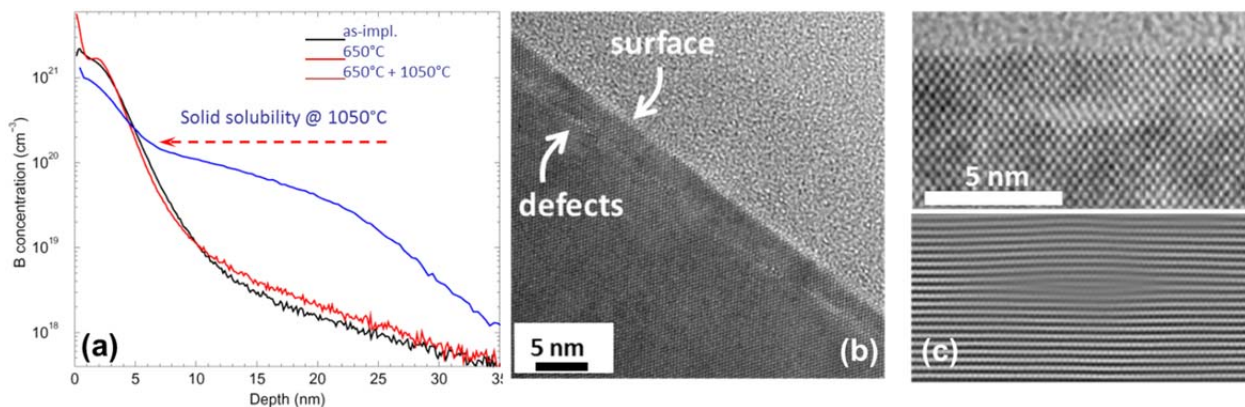 as-impl.
650°C
650°C + 1050°C
Solid solubility @ 1050°C
10²¹
10²⁰
10¹⁹
10¹⁸
B concentration (cm⁻³)
(a)
0 5 10 15 20 25 30 35
Depth (nm)
surface
defects
5 nm
(b)
5 nm
(c)